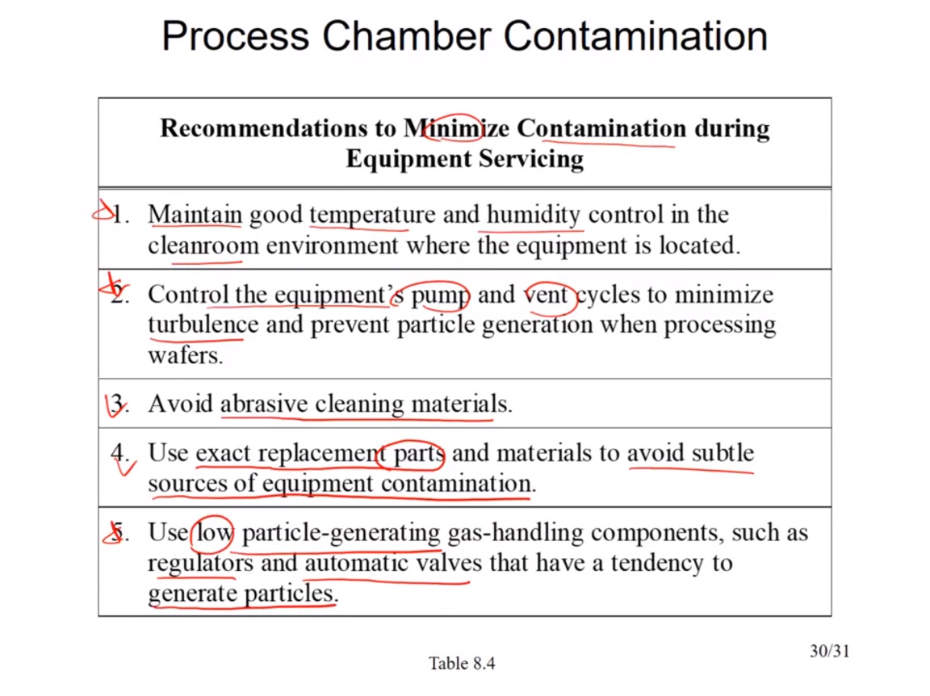 Process Chamber Contamination
Recommendations to Minimize Contamination during
Equipment Servicing
1. Maintain good temperature and humidity control in the
cleanroom environment where the equipment is located.
2. Control the equipment's pump and vent cycles to minimize
turbulence and prevent particle generation when processing
wafers.
3. Avoid abrasive cleaning materials.
4. Use exact replacement parts and materials to avoid subtle
sources of equipment contamination.
5. Use low particle-generating gas-handling components, such as
regulators and automatic valves that have a tendency to
generate particles.
30/31
Table 8.4